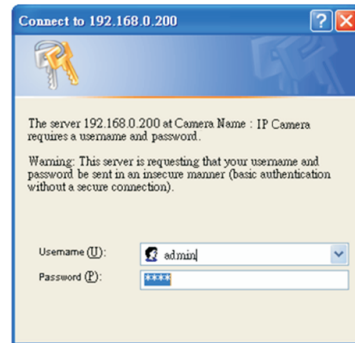 Connect to 192.168.0.200
The server 192.168.0.200 at Camera Name : IP Camera
requires a username and password.
Warning: This server is requesting that your username and
password be sent in an insecure manner (basic authentication
without a secure connection).
Username (U):
admin
Password (P):
****